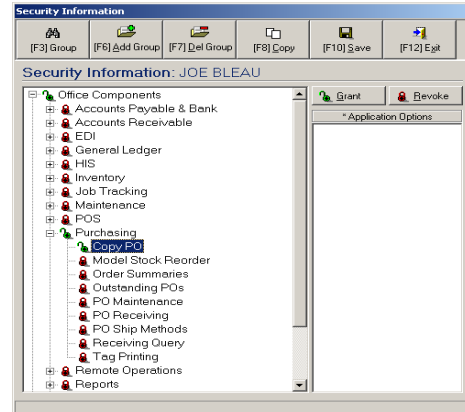 Security Information
[F3] Group [F6] Add Group [F7] Del Group [F8] Copy [F10] Save [F12] Exit
Security Information: JOE BLEAU
Office Components
Accounts Payable & Bank
Accounts Receivable
EDI
General Ledger
HIS
Inventory
Job Tracking
Maintenance
POS
Purchasing
Copy PO
Model Stock Reorder
Order Summaries
Outstanding POs
PO Maintenance
PO Receiving
PO Ship Methods
Receiving Query
Tag Printing
Remote Operations
Reports
Grant Revoke
* Application Options